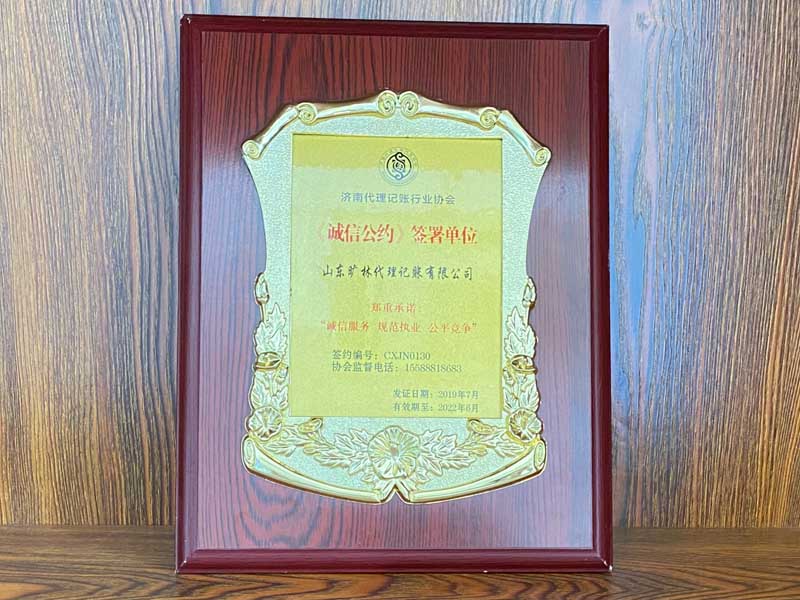 济南代理记账行业协会
《诚信公约》签署单位
山东旷林代理记账有限公司
郑重承诺：
“诚信服务 规范执业 公平竞争”
签约编号：CXJN0130
协会监督电话：15588818683
发证日期：2019年7月
有效期至：2022年6月